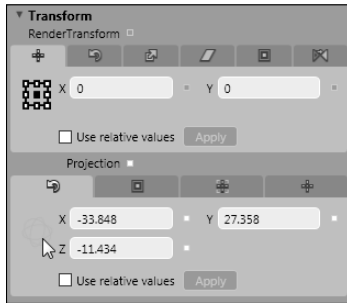 Transform
RenderTransform
X 0 Y 0
Use relative values Apply
Projection
X -33.848 Y 27.358
Z -11.434
Use relative values Apply